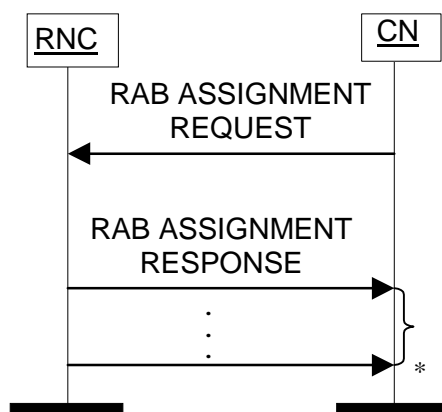 RNC
CN
RAB ASSIGNMENT
REQUEST
RAB ASSIGNMENT
RESPONSE
.
.
.
*